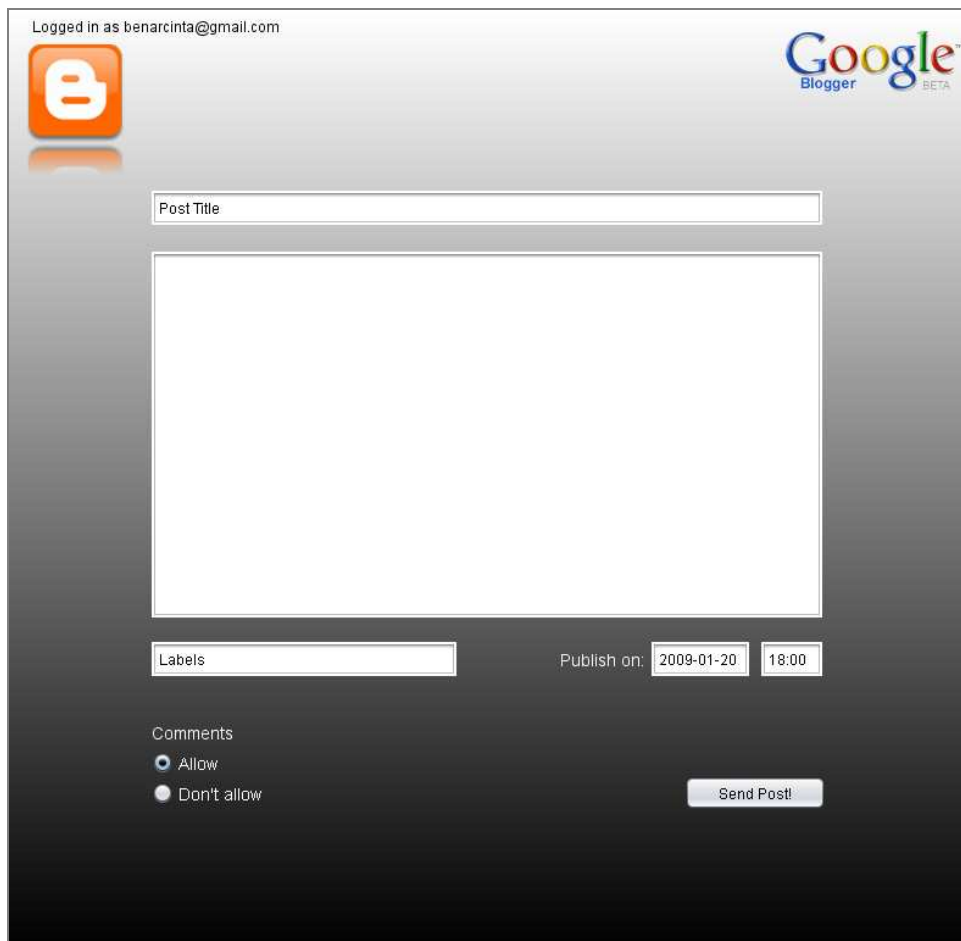 Logged in as benarcinta@gmail.com
Google™
Blogger BETA
Post Title
Labels
Publish on: 2009-01-20 18:00
Comments
Allow
Don't allow
Send Post!